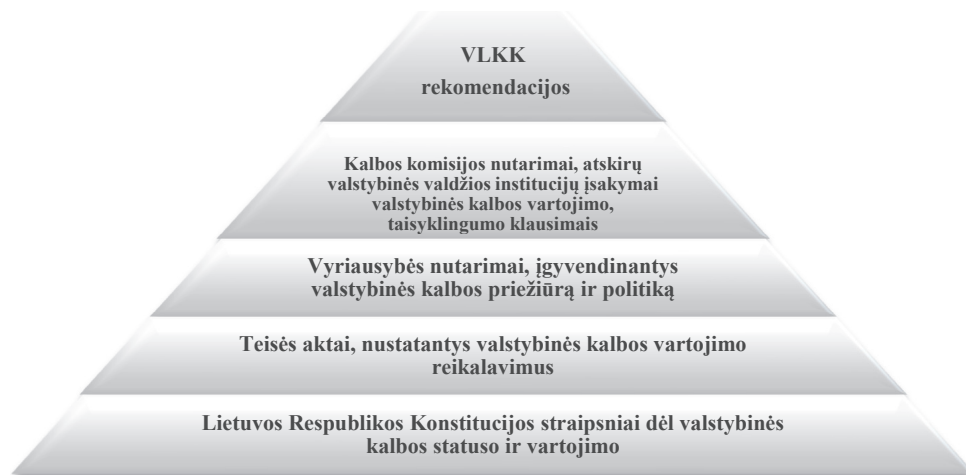 VLKK
rekomendacijos
Kalbos komisijos nutarimai, atskirų
valstybinės valdžios institucijų įsakymai
valstybinės kalbos vartojimo,
taisyklingumo klausimais
Vyriausybės nutarimai, įgyvendinantys
valstybinės kalbos priežiūrą ir politiką
Teisės aktai, nustatantys valstybinės kalbos vartojimo
reikalavimus
Lietuvos Respublikos Konstitucijos straipsniai dėl valstybinės
kalbos statuso ir vartojimo